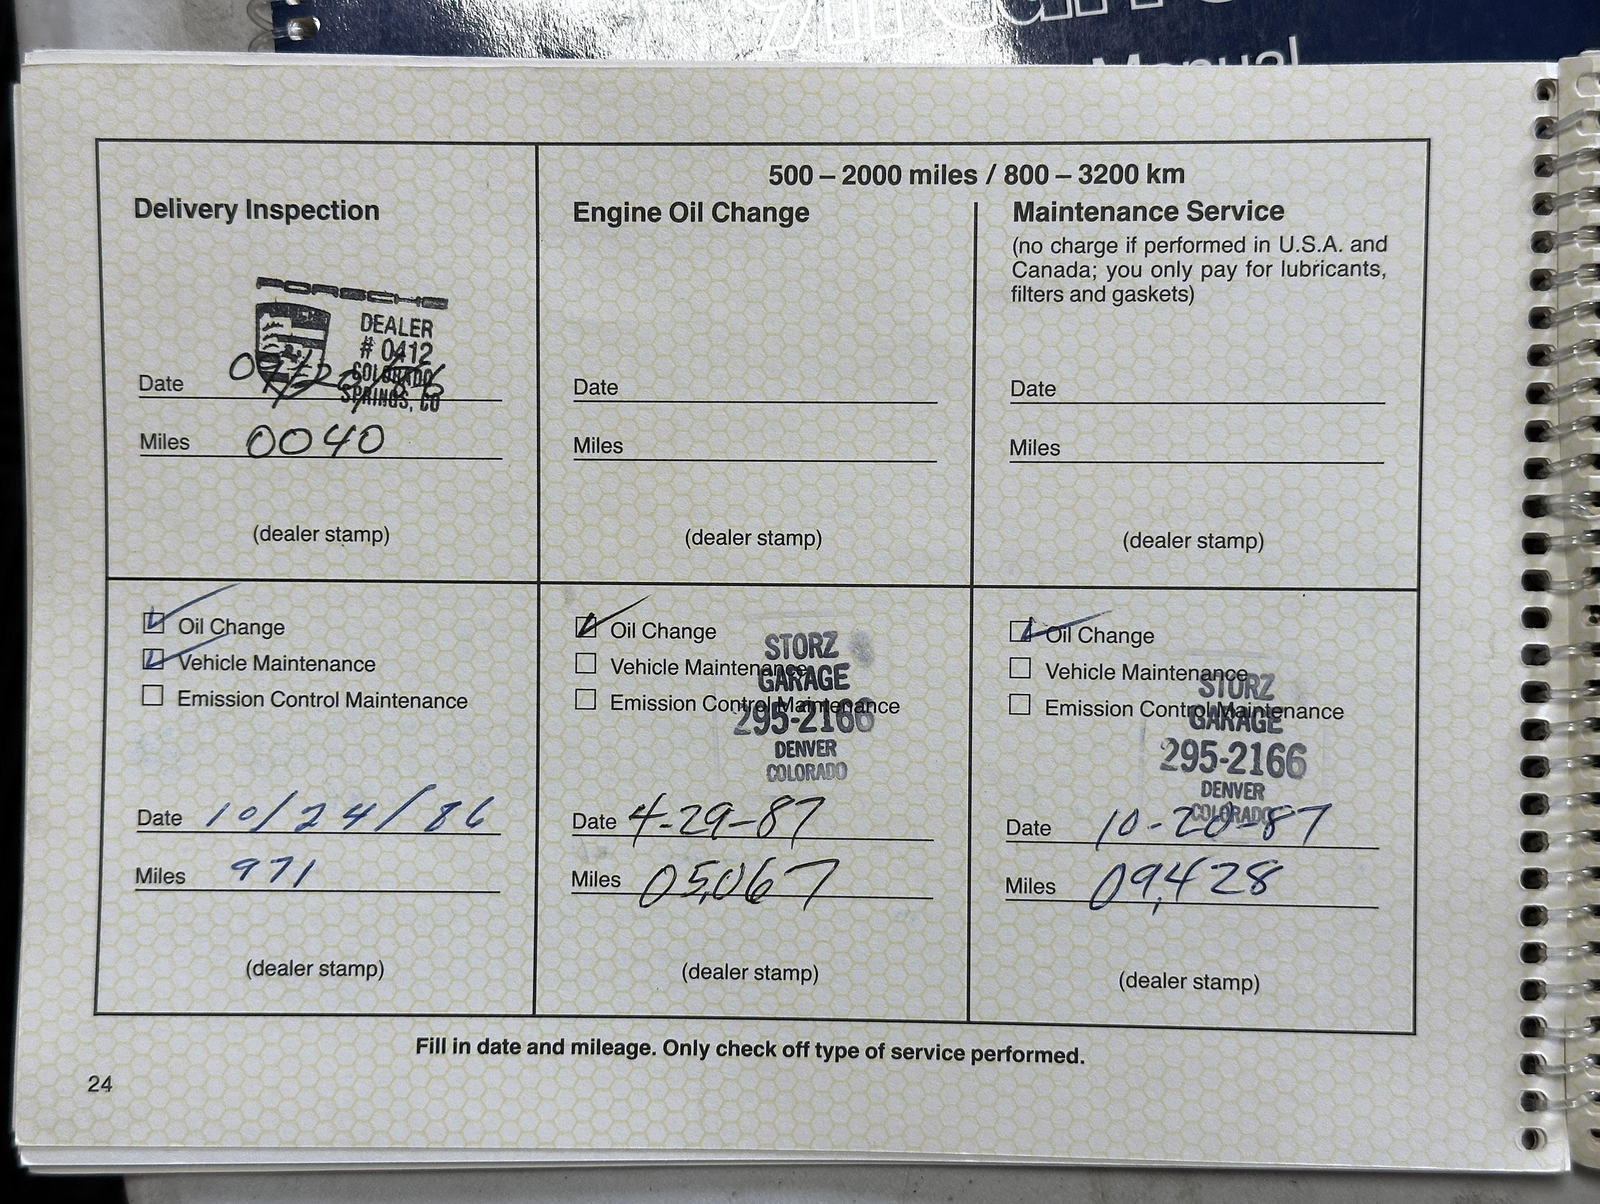 Manual
500 – 2000 miles / 800 – 3200 km
Delivery Inspection
PORSCHE
DEALER
# 0412
COLORADO
SPRINGS, CO
Date
Miles 0040
(dealer stamp)
Engine Oil Change
Date
Miles
(dealer stamp)
Maintenance Service
(no charge if performed in U.S.A. and
Canada; you only pay for lubricants,
filters and gaskets)
Date
Miles
(dealer stamp)
Oil Change
Vehicle Maintenance
Emission Control Maintenance
Date 10/24/86
Miles 971
(dealer stamp)
Oil Change
Vehicle Maintenance
Emission Control Maintenance
STORZ
GARAGE
295-2166
DENVER
COLORADO
Date 4-29-87
Miles 05,067
(dealer stamp)
Oil Change
Vehicle Maintenance
Emission Control Maintenance
STORZ
GARAGE
295-2166
DENVER
COLORADO
Date 10-20-87
Miles 09,428
(dealer stamp)
Fill in date and mileage. Only check off type of service performed.
24